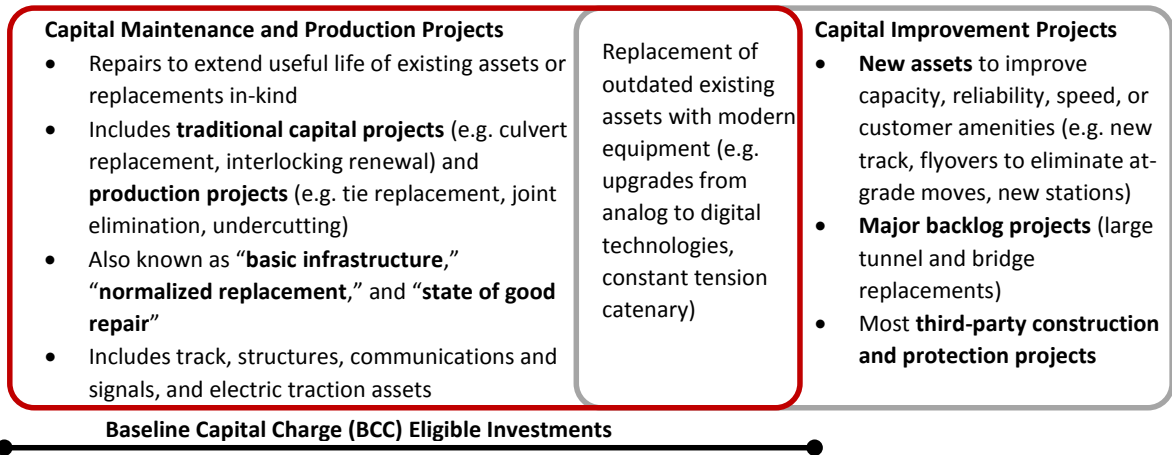 Capital Maintenance and Production Projects
• Repairs to extend useful life of existing assets or
replacements in-kind
• Includes traditional capital projects (e.g. culvert
replacement, interlocking renewal) and
production projects (e.g. tie replacement, joint
elimination, undercutting)
• Also known as “basic infrastructure,”
“normalized replacement,” and “state of good
repair”
• Includes track, structures, communications and
signals, and electric traction assets
Replacement of
outdated existing
assets with modern
equipment (e.g.
upgrades from
analog to digital
technologies,
constant tension
catenary)
Capital Improvement Projects
• New assets to improve
capacity, reliability, speed, or
customer amenities (e.g. new
track, flyovers to eliminate at-
grade moves, new stations)
• Major backlog projects (large
tunnel and bridge
replacements)
• Most third-party construction
and protection projects
Baseline Capital Charge (BCC) Eligible Investments